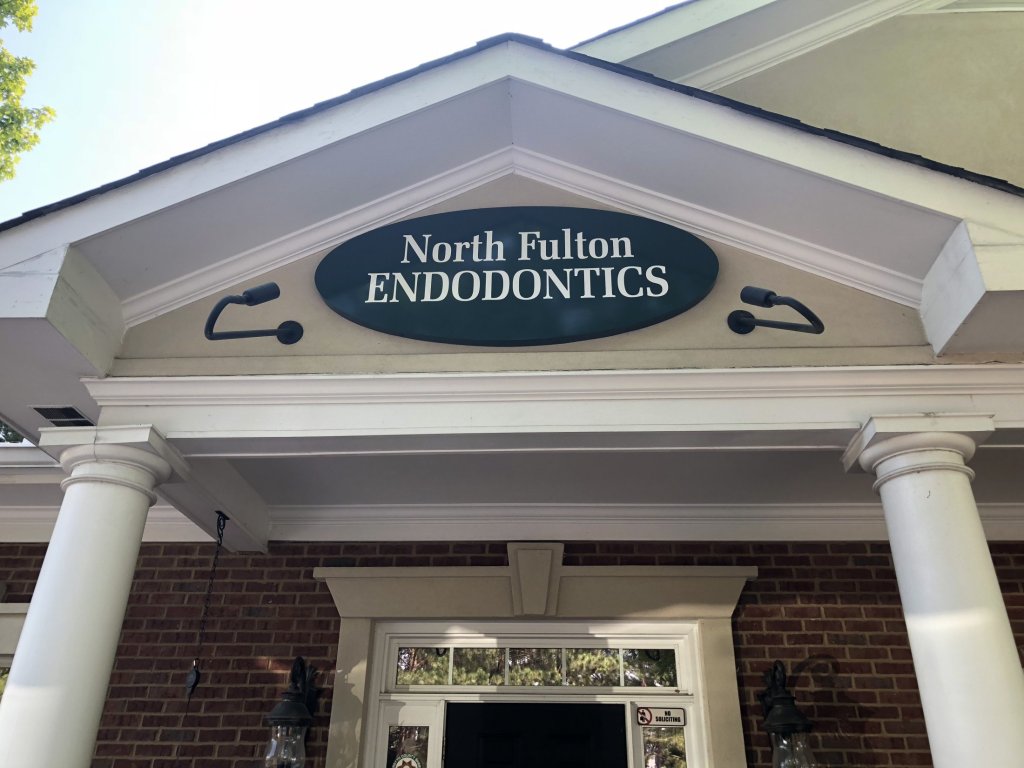 North Fulton
ENDODONTICS
NO
SOLICITING